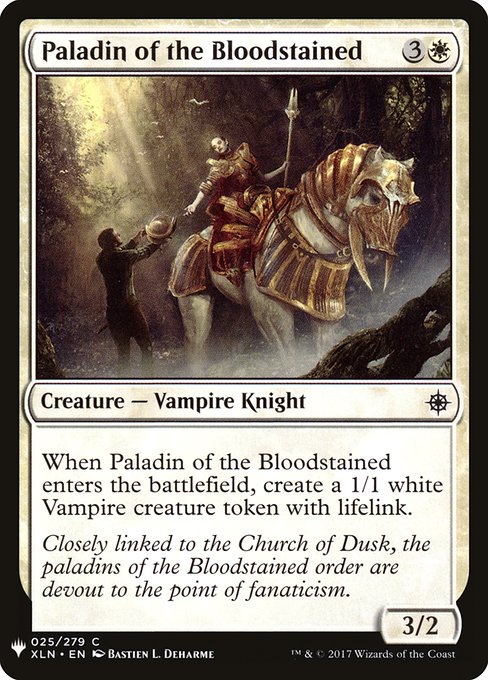 Paladin of the Bloodstained 3
Creature — Vampire Knight
When Paladin of the Bloodstained
enters the battlefield, create a 1/1 white
Vampire creature token with lifelink.
Closely linked to the Church of Dusk, the
paladins of the Bloodstained order are
devout to the point of fanaticism.
3/2
025/279 C
XLN • EN Bastien L. Deharme
™ & © 2017 Wizards of the Coast